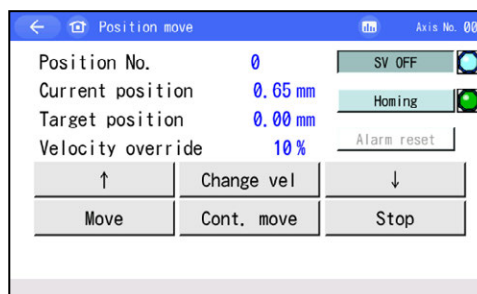 Position move Axis No. 00
Position No. 0 SV OFF
Current position 0.65 mm
Homing
Target position 0.00 mm
Velocity override 10 % Alarm reset
↑ Change vel ↓
Move Cont. move Stop